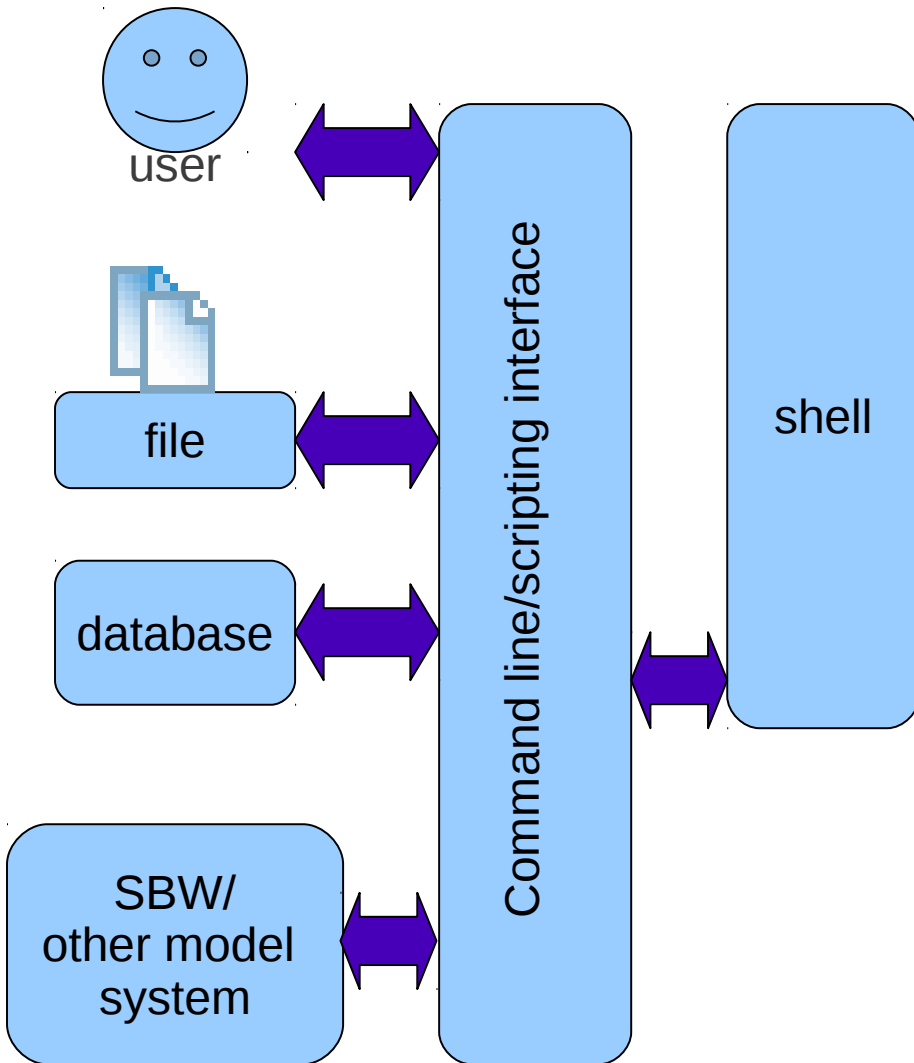 user
file
database
SBW/
other model
system
Command line/scripting interface
shell